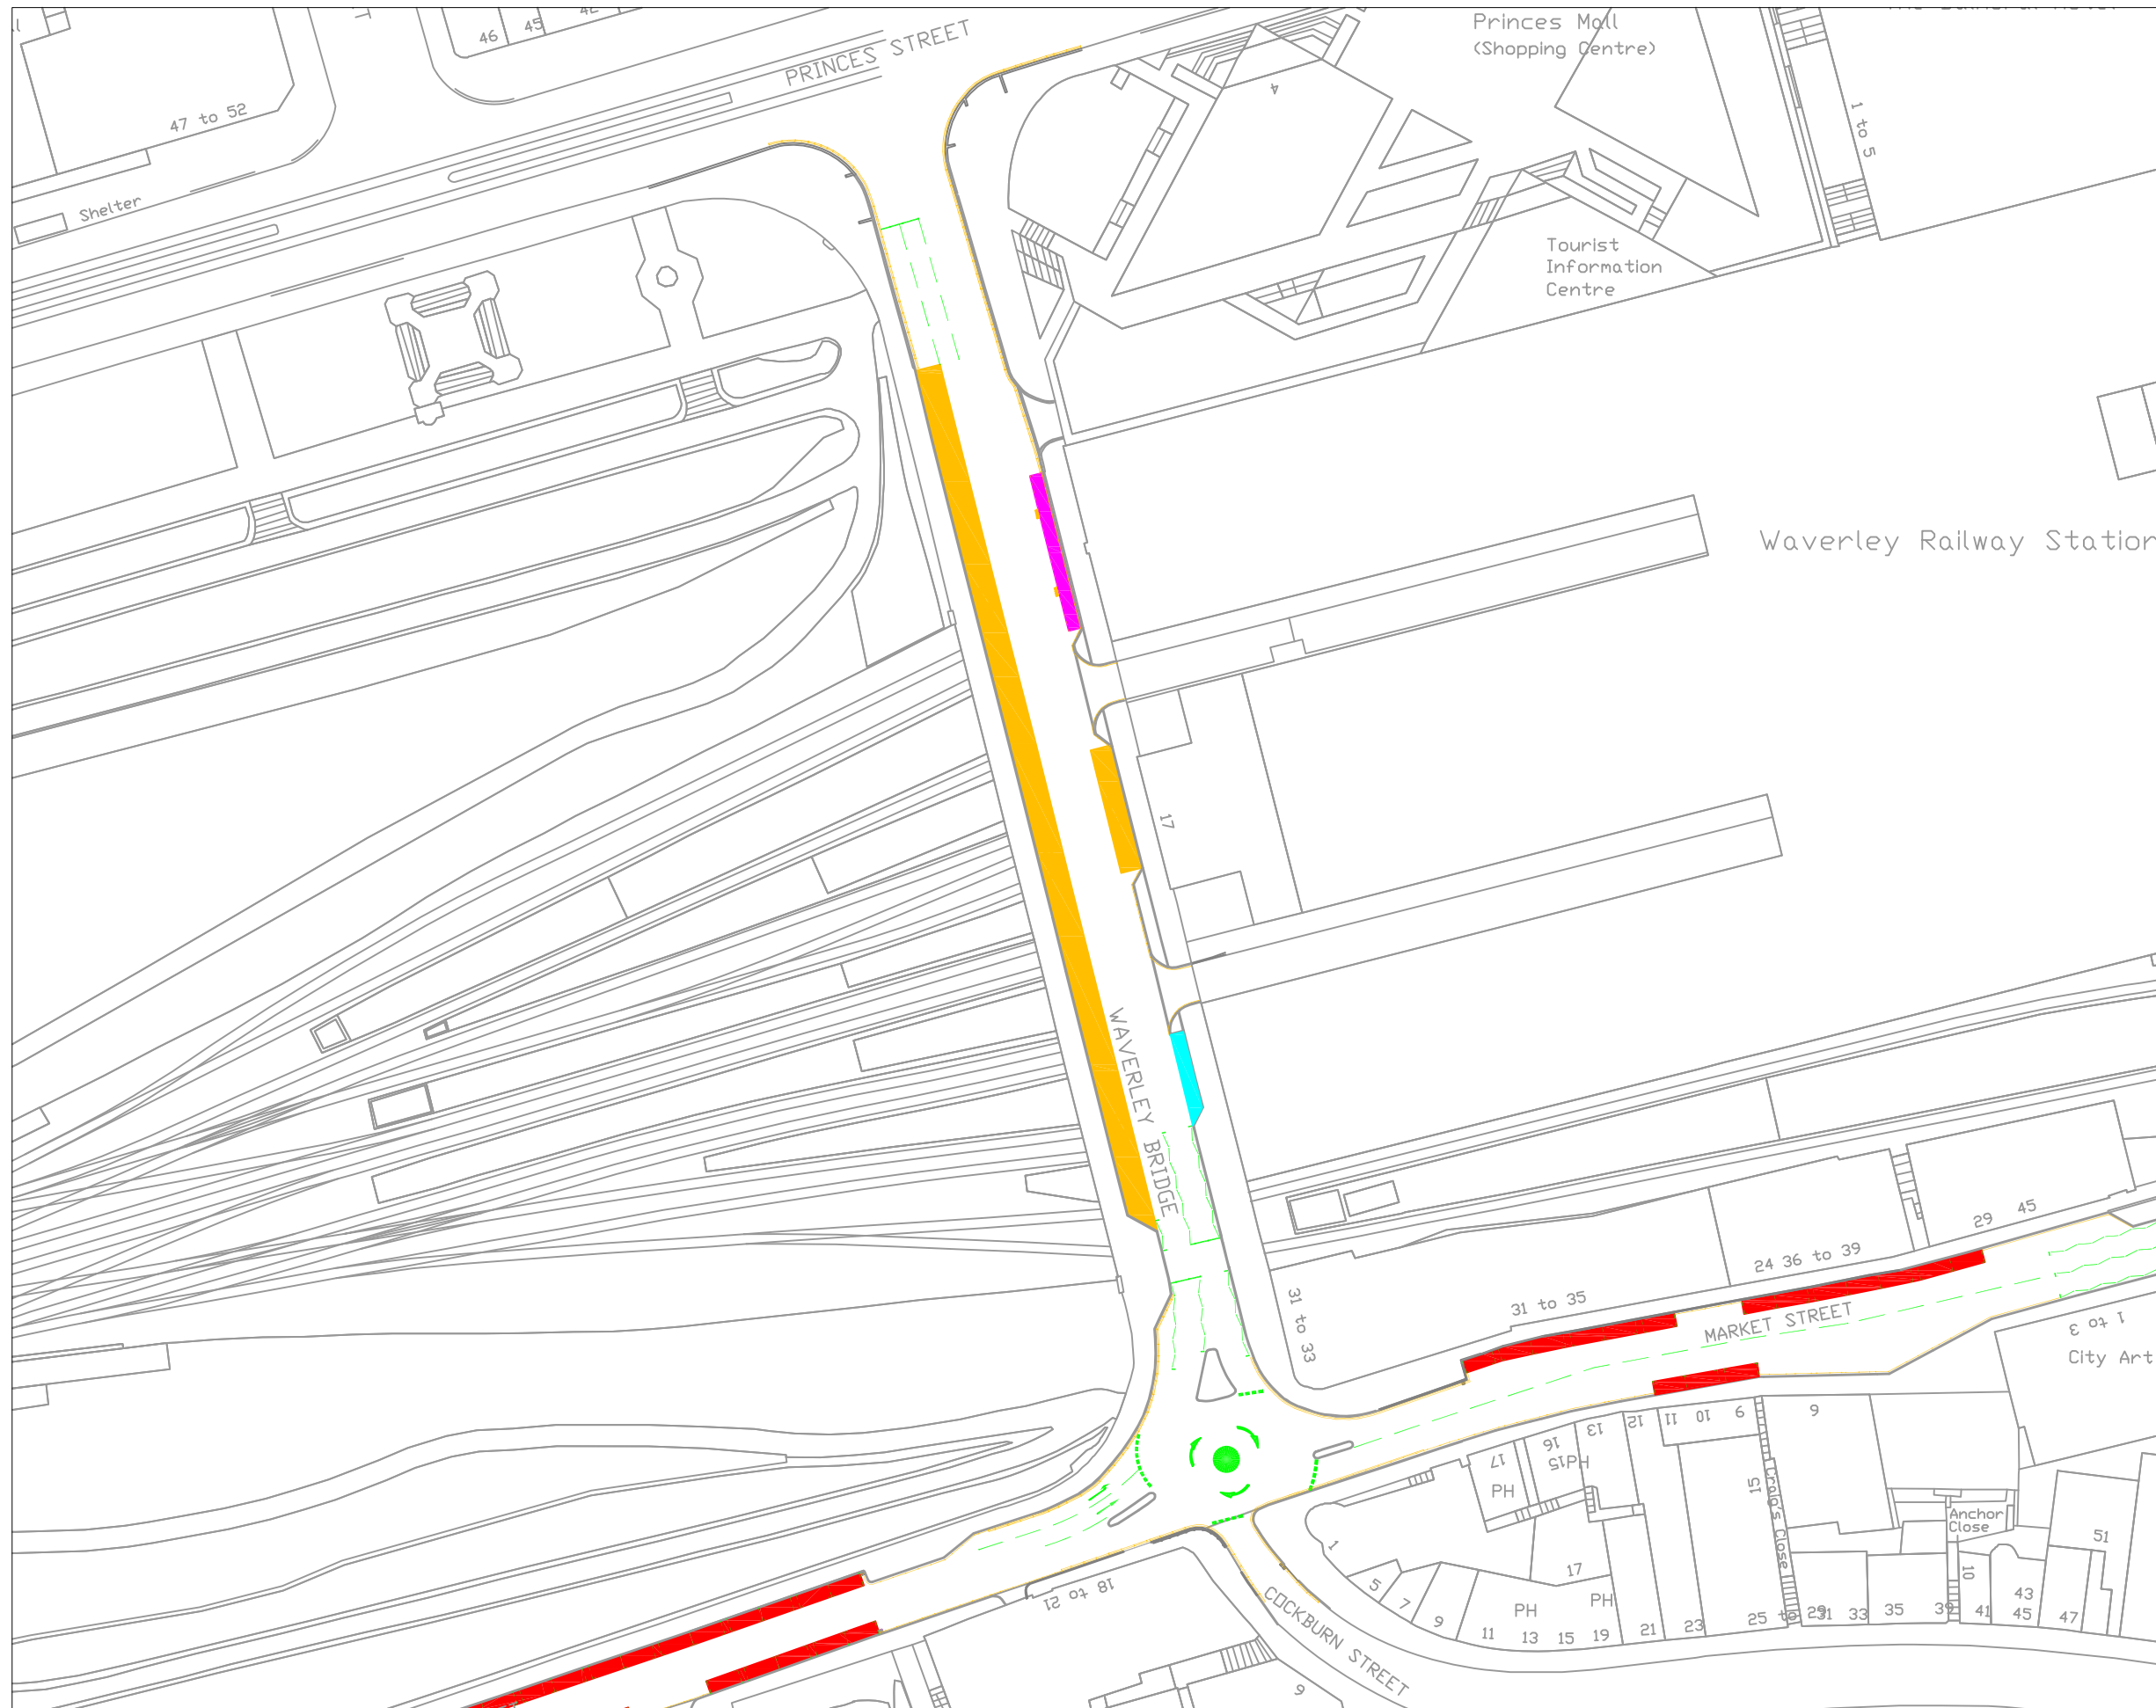 46
45
42
PRINCES STREET
Princes Mall
(Shopping Centre)
4
47 to 52
1 to 5
Shelter
Tourist
Information
Centre
Waverley Railway Station
17
WAVERLEY BRIDGE
29
45
24 36 to 39
31 to 35
31 to 33
MARKET STREET
1 to 3
City Art
6
9
10
11
12
13
16
15PH
17
PH
51
Craig's Close
Anchor
Close
51
1
5
7
9
17
PH
PH
11
13
15
19
21
23
25 to 29
31
33
35
39
10
41
43
45
47
18 to 21
COCKBURN STREET
9